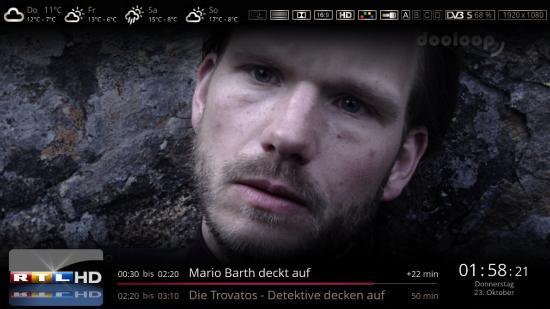 Do 11°C
12°C - 7°C
Fr
13°C - 6°C
Sa
15°C - 8°C
So
17°C - 8°C
16:9 HD A B C D DVB S 68 % 1920 x 1080
dooloop
RTL HD
00:30 bis 02:20 Mario Barth deckt auf +22 min
02:20 bis 03:10 Die Trovatos - Detektive decken auf 50 min
01:58:21
Donnerstag
23. Oktober